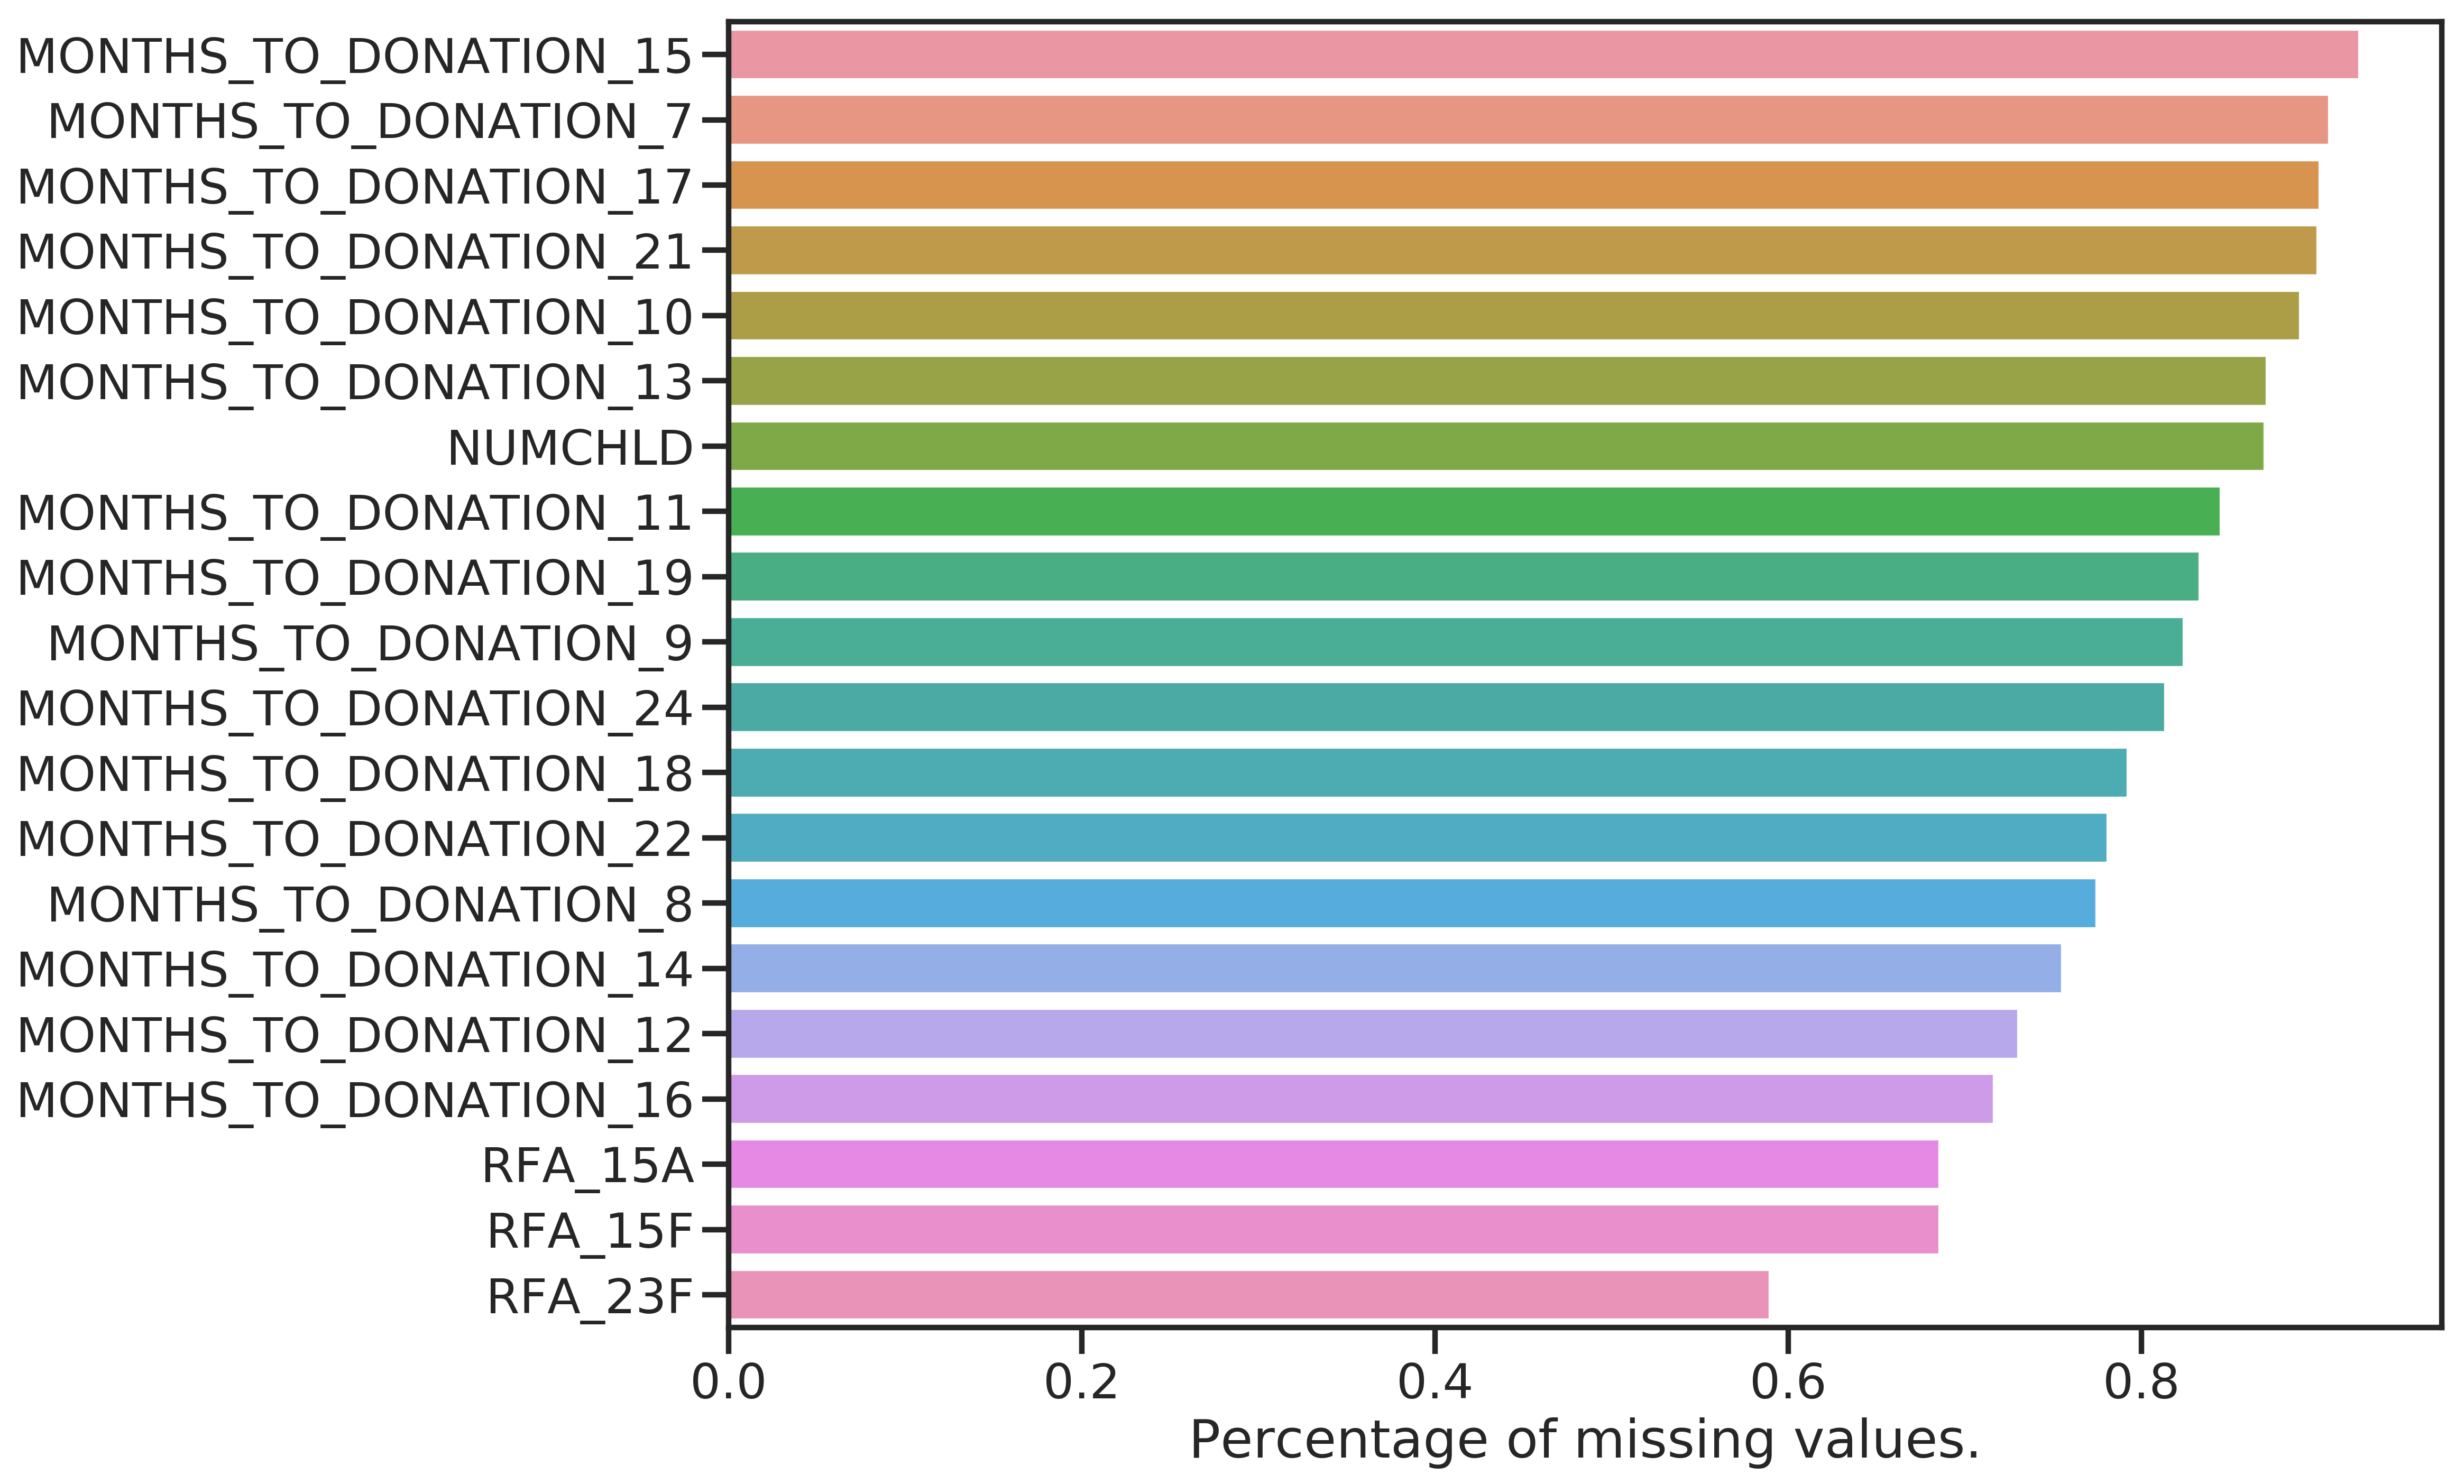 MONTHS_TO_DONATION_15
MONTHS_TO_DONATION_7
MONTHS_TO_DONATION_17
MONTHS_TO_DONATION_21
MONTHS_TO_DONATION_10
MONTHS_TO_DONATION_13
NUMCHLD
MONTHS_TO_DONATION_11
MONTHS_TO_DONATION_19
MONTHS_TO_DONATION_9
MONTHS_TO_DONATION_24
MONTHS_TO_DONATION_18
MONTHS_TO_DONATION_22
MONTHS_TO_DONATION_8
MONTHS_TO_DONATION_14
MONTHS_TO_DONATION_12
MONTHS_TO_DONATION_16
RFA_15A
RFA_15F
RFA_23F
0.0 0.2 0.4 0.6 0.8
Percentage of missing values.